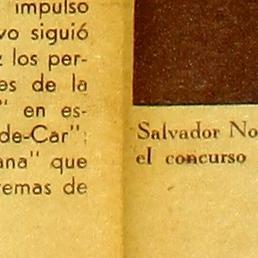 impulso
vo siguió
z los per-
es de la
" en es-
de-Car";
ana" que
remas de
Salvador No
el concurso